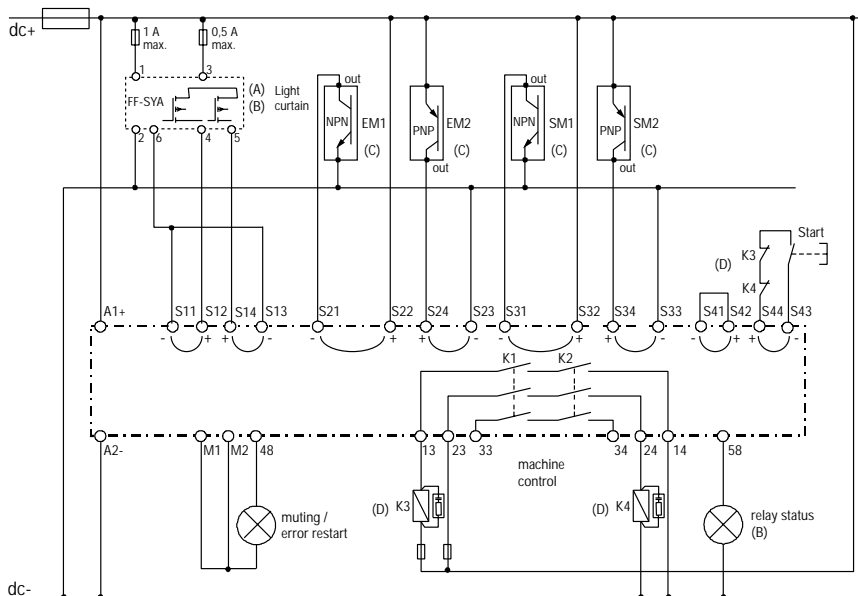 dc+
1 A
max.
0,5 A
max.
1
3
FF-SYA
(A)
(B)
Light
curtain
2
6
4
5
out
NPN
EM1
(C)
PNP
EM2
(C)
out
out
NPN
SM1
(C)
PNP
SM2
(C)
out
Start
K3
(D)
K4
A1+
S11
S12
S14
S13
S21
S22
S24
S23
S31
S32
S34
S33
S41
S42
S44
S43
-
+
+
-
-
+
+
-
-
+
+
-
-
+
+
-
K1
K2
A2-
M1
M2
48
13
23
33
34
24
14
58
machine
control
(D)
K3
(D)
K4
muting /
error restart
relay status
(B)
dc-